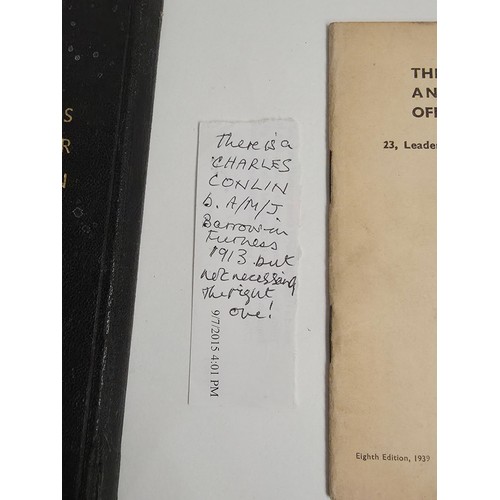 S
R
N
There is a
CHARLES
CONLIN
b. A/M/J
Barrow-in
Furness
1913 but
not necessarily
the right
one!
9/7/2015 4:01 PM
THE
AN
OFF
23, Leade
Eighth Edition, 1939